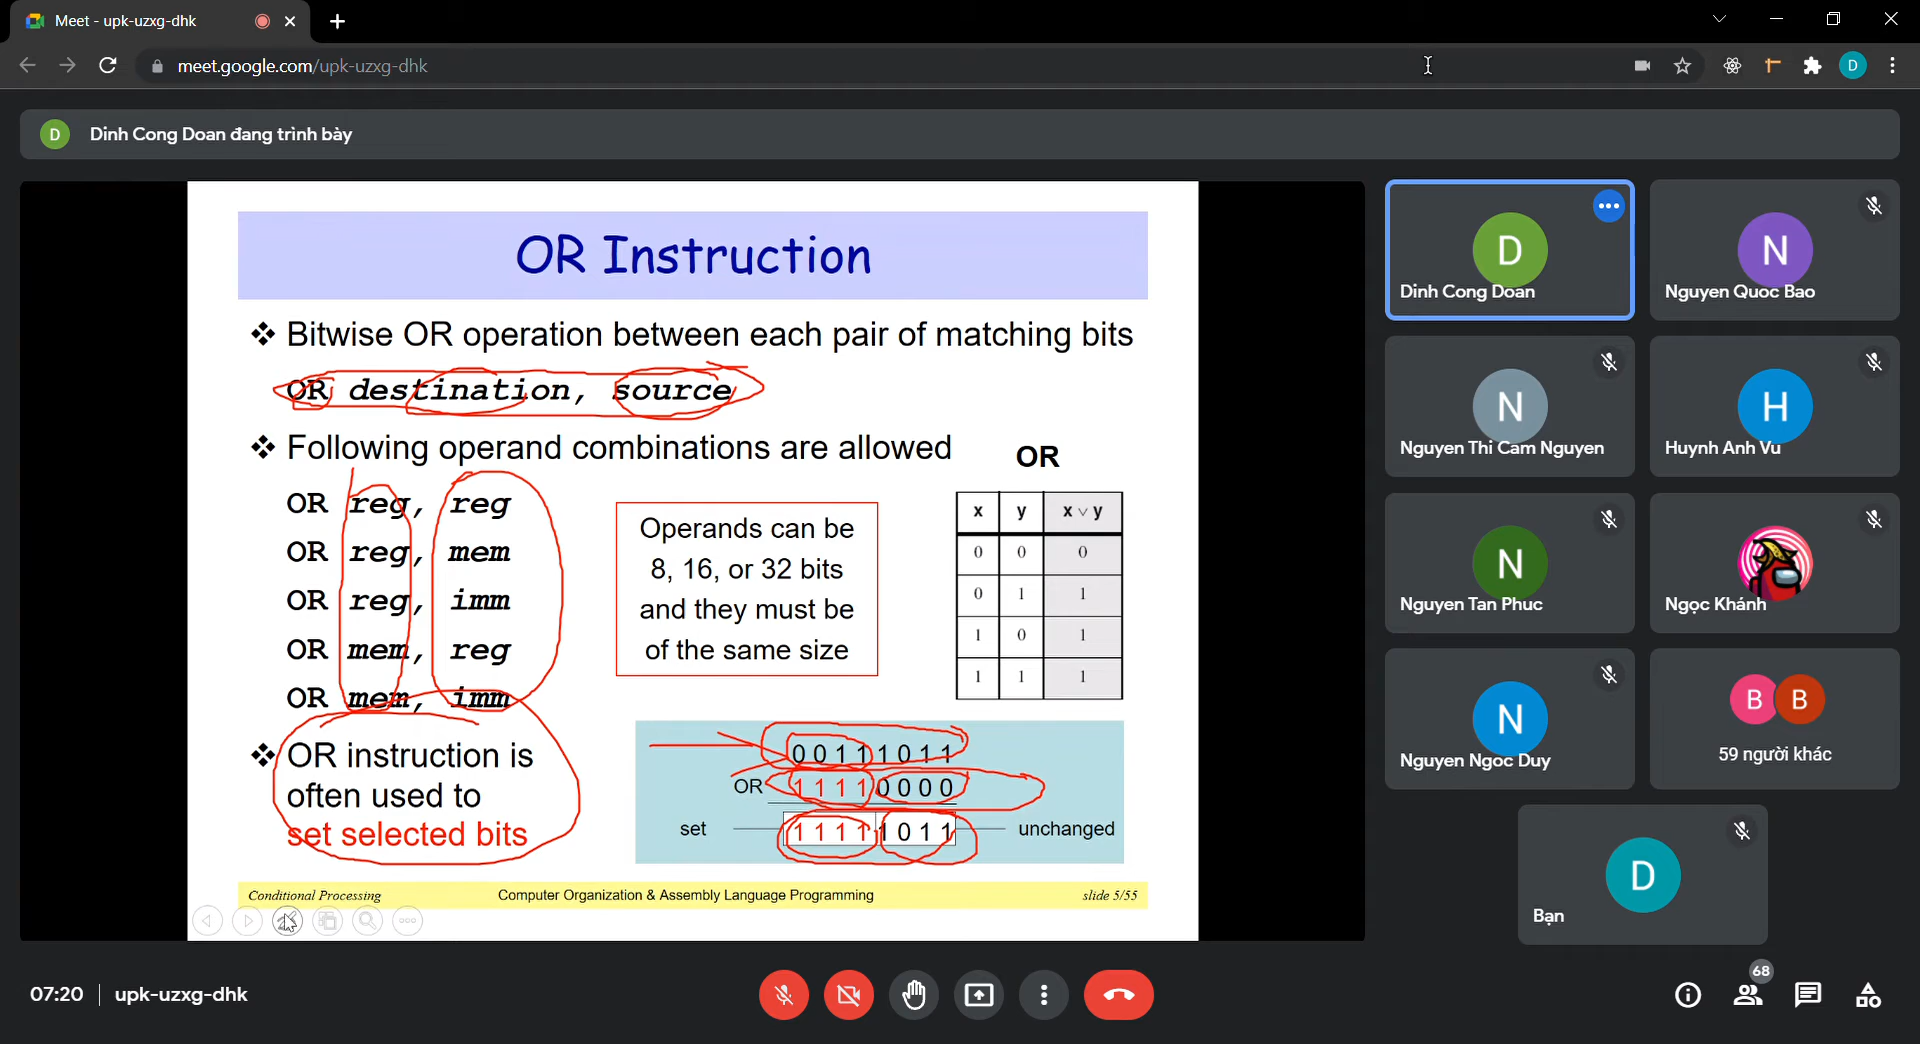 Meet - upk-uzxg-dhk
meet.google.com/upk-uzxg-dhk
D
D
Dinh Cong Doan đang trình bày
OR Instruction
Bitwise OR operation between each pair of matching bits
OR destination, source
Following operand combinations are allowed
OR reg, reg
OR reg, mem
OR reg, imm
OR mem, reg
OR mem, imm
Operands can be
8, 16, or 32 bits
and they must be
of the same size
OR
x y x ∨ y
0 0 0
0 1 1
1 0 1
1 1 1
OR instruction is
often used to
set selected bits
0 0 1 1 1 0 1 1
OR 1 1 1 1 0 0 0 0
set 1 1 1 1 1 0 1 1 unchanged
Conditional Processing Computer Organization & Assembly Language Programming slide 5/55
D
Dinh Cong Doan
N
Nguyen Quoc Bao
N
Nguyen Thi Cam Nguyen
H
Huynh Anh Vu
N
Nguyen Tan Phuc
Ngọc Khánh
N
Nguyen Ngoc Duy
B B
59 người khác
D
Bạn
07:20 upk-uzxg-dhk
68